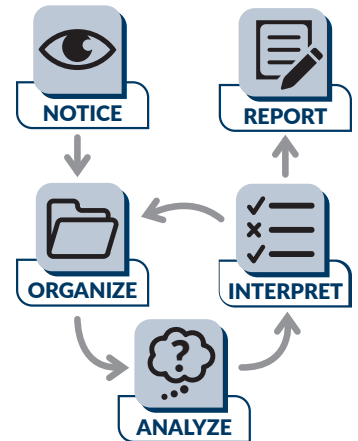 NOTICE
REPORT
ORGANIZE
INTERPRET
?
ANALYZE